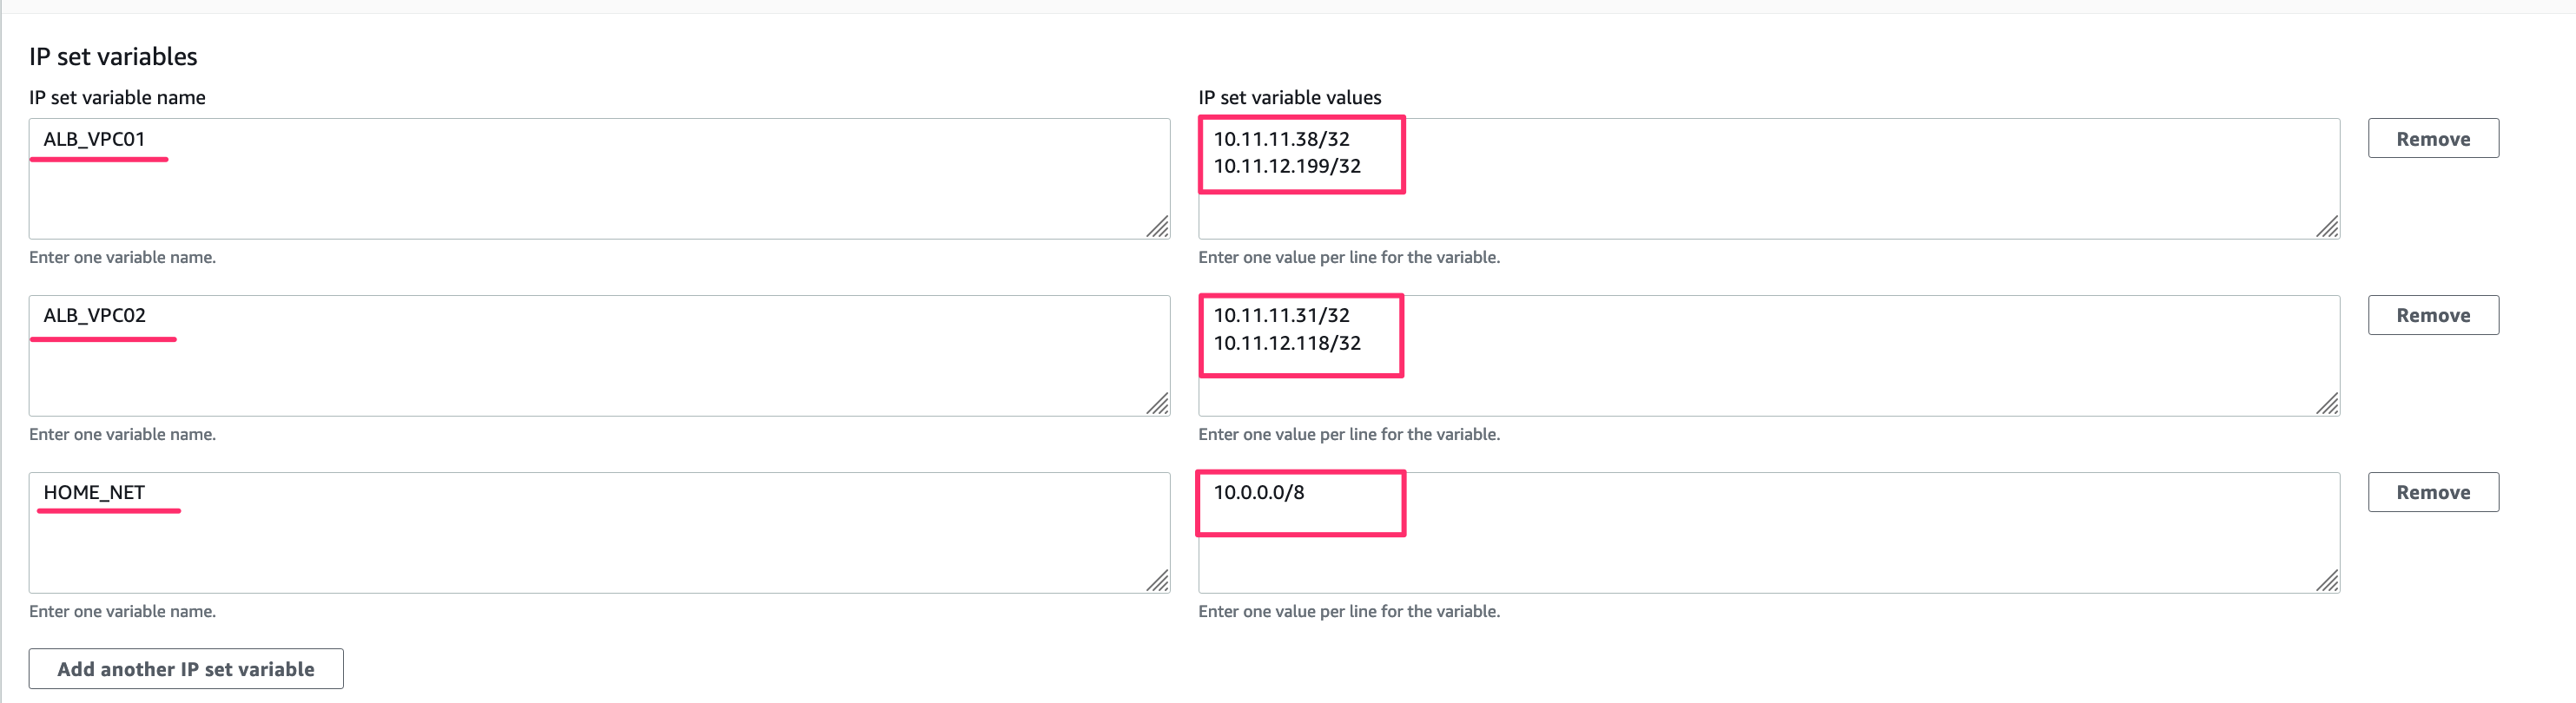 IP set variables
IP set variable name
IP set variable values
ALB_VPC01
10.11.11.38/32
10.11.12.199/32
Remove
Enter one variable name.
Enter one value per line for the variable.
ALB_VPC02
10.11.11.31/32
10.11.12.118/32
Remove
Enter one variable name.
Enter one value per line for the variable.
HOME_NET
10.0.0.0/8
Remove
Enter one variable name.
Enter one value per line for the variable.
Add another IP set variable